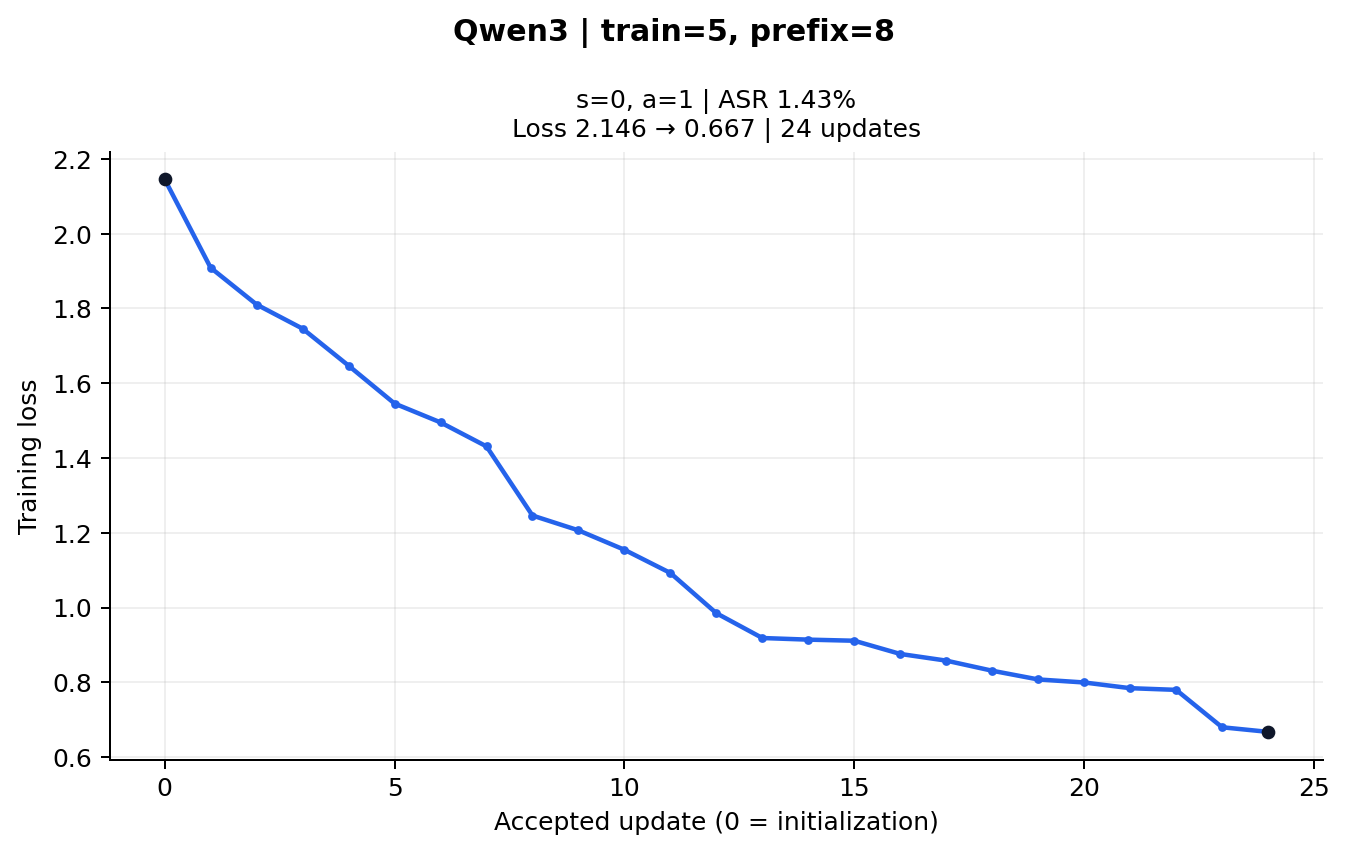 Qwen3 | train=5, prefix=8
s=0, a=1 | ASR 1.43%
Loss 2.146 → 0.667 | 24 updates
2.2
2.0
1.8
1.6
1.4
1.2
1.0
0.8
0.6
Training loss
0 5 10 15 20 25
Accepted update (0 = initialization)